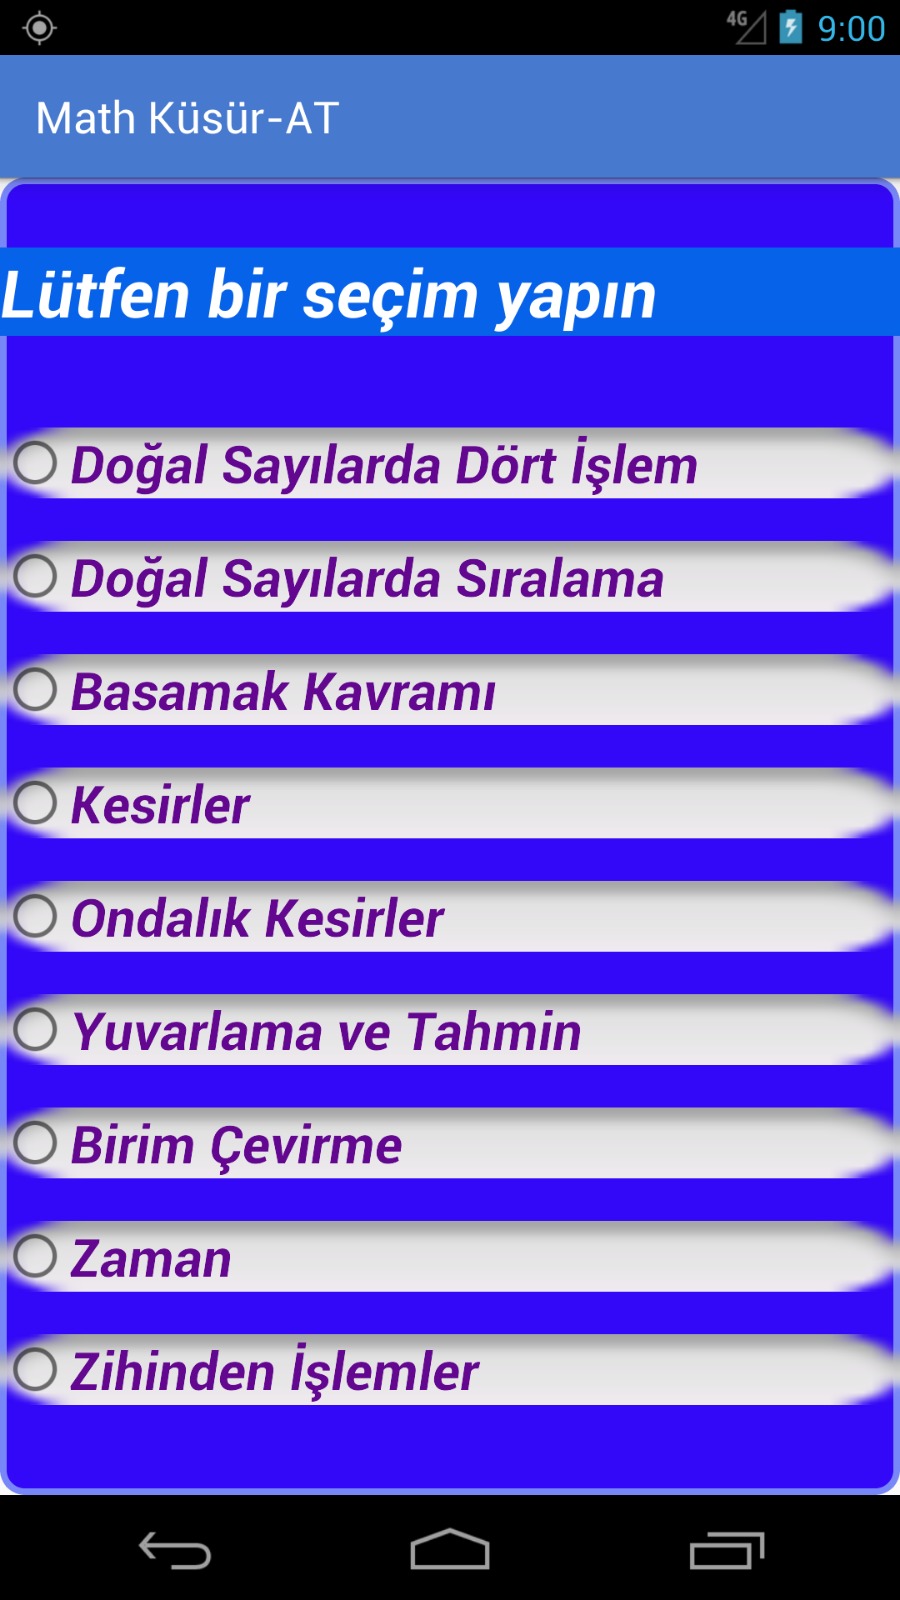 4G 9:00
Math Küsür-AT
Lütfen bir seçim yapın
Doğal Sayılarda Dört İşlem
Doğal Sayılarda Sıralama
Basamak Kavramı
Kesirler
Ondalık Kesirler
Yuvarlama ve Tahmin
Birim Çevirme
Zaman
Zihinden İşlemler